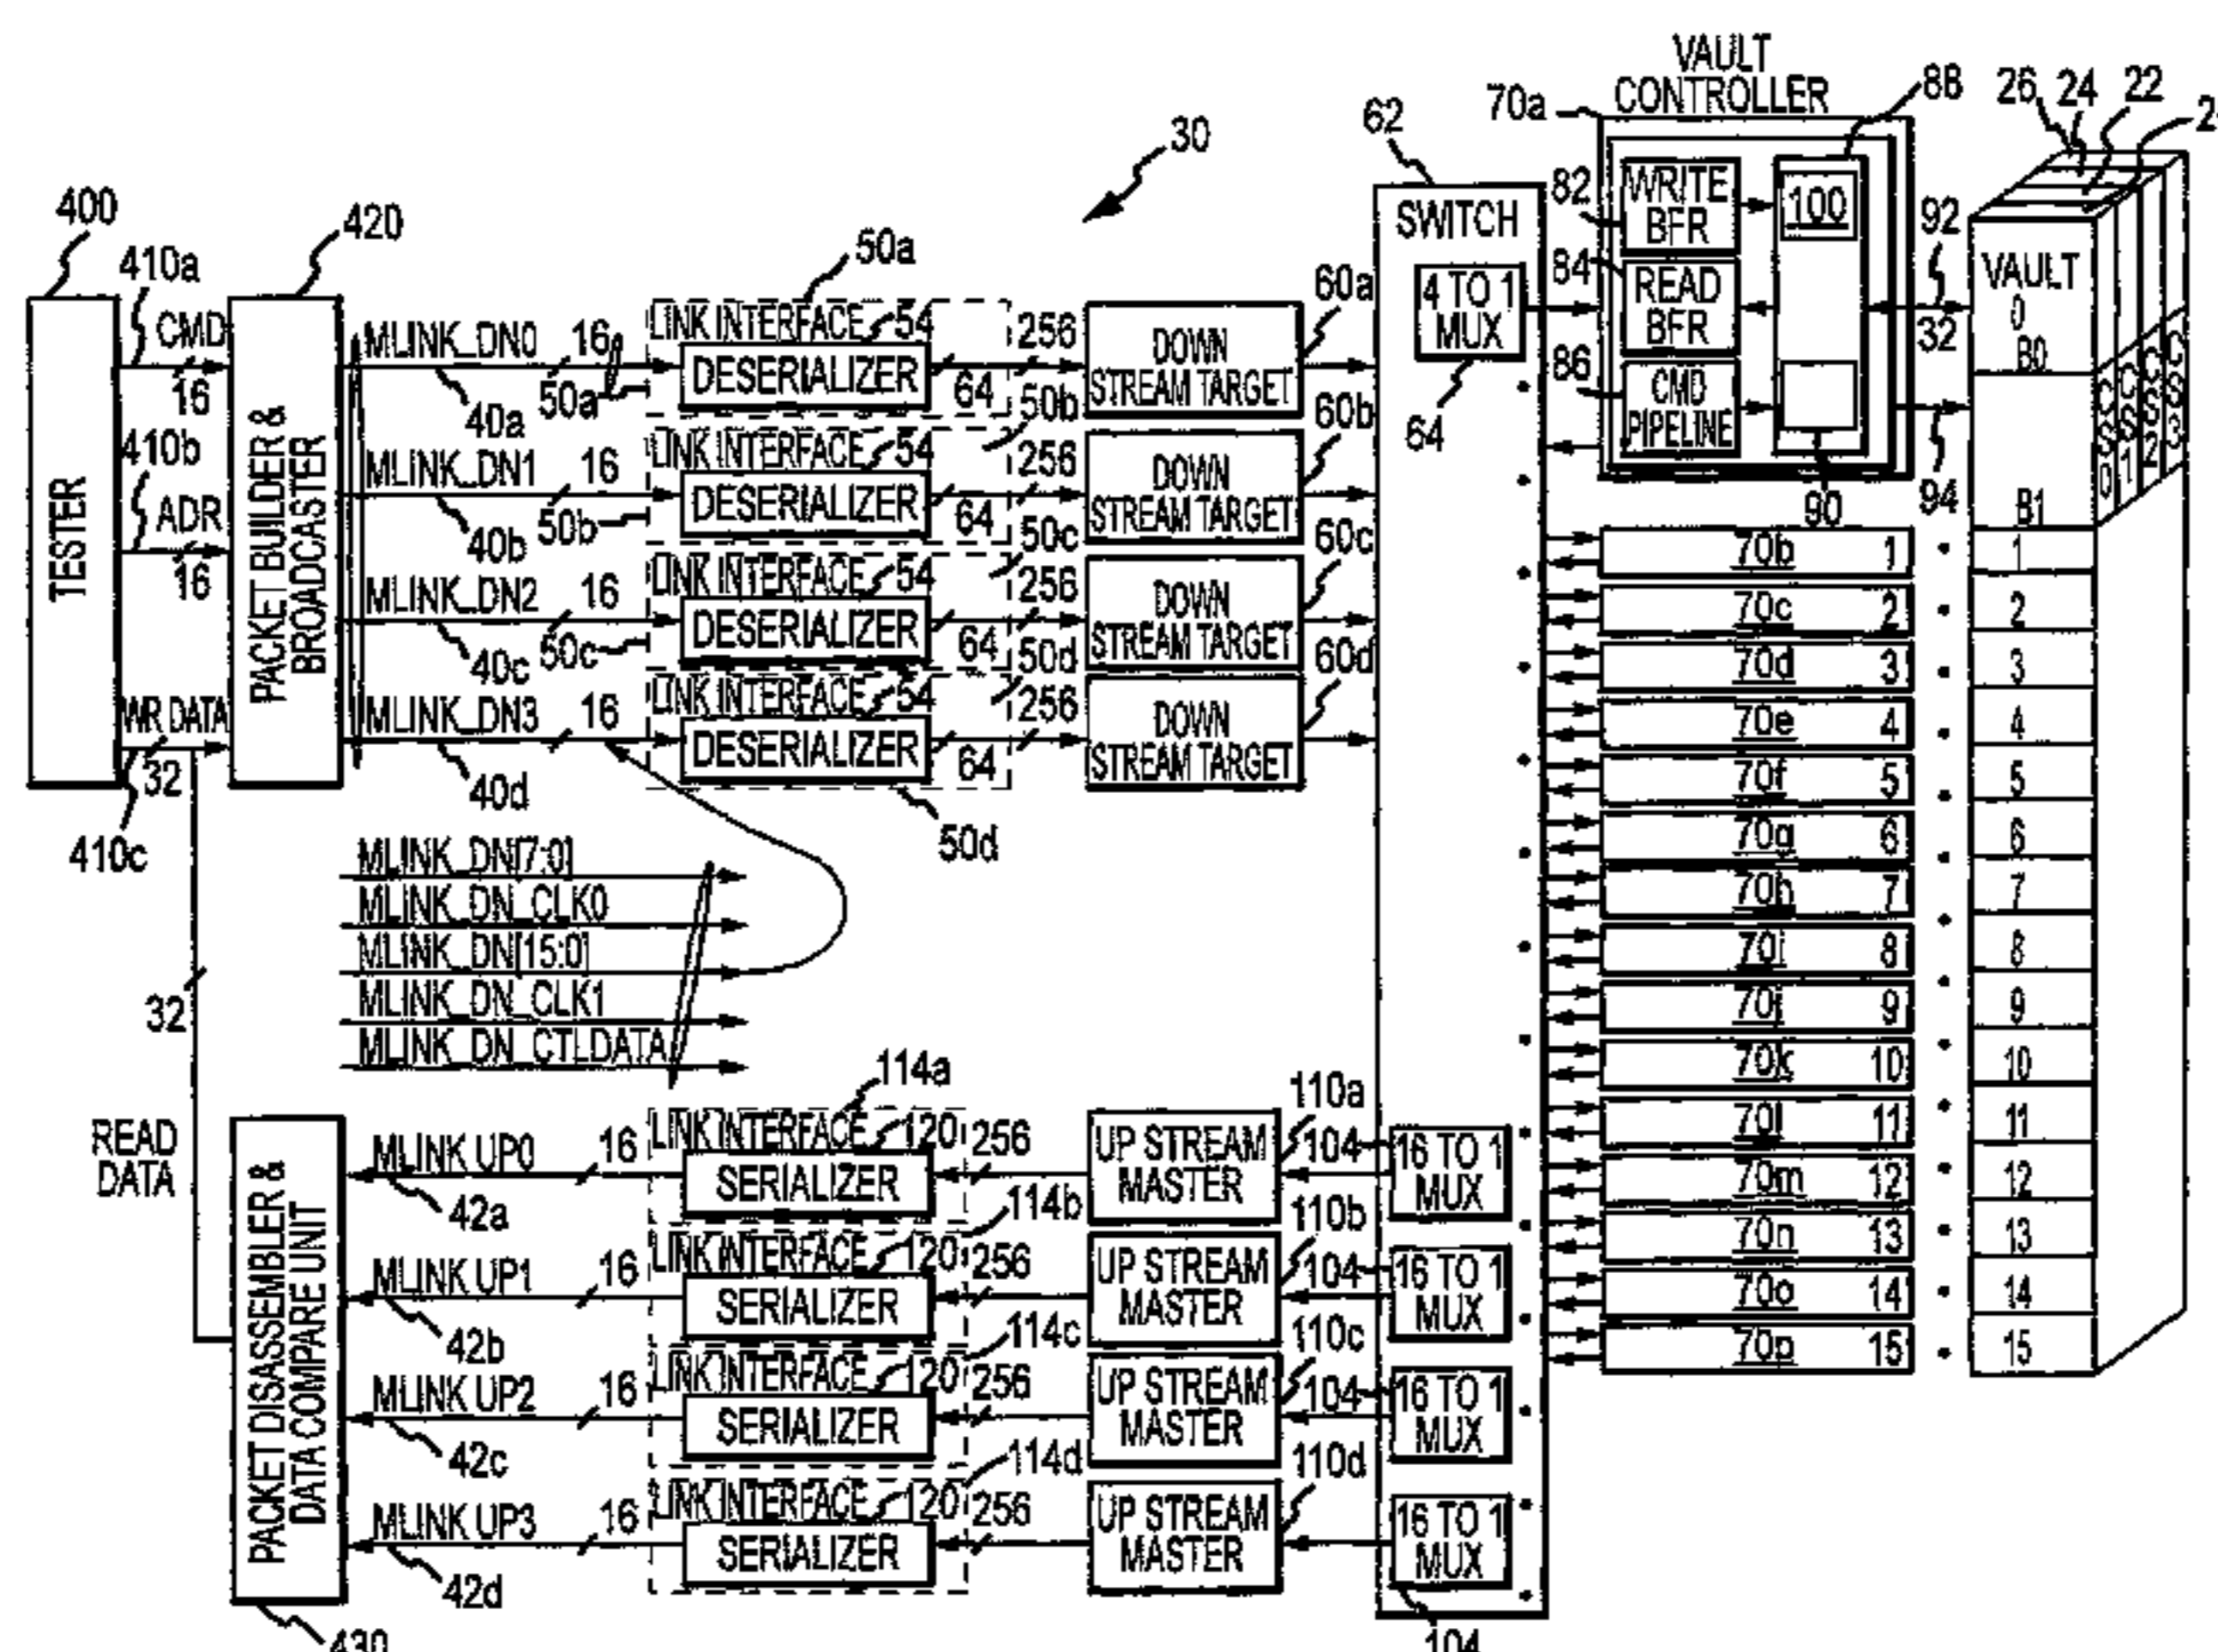 VAULT
CONTROLLER
70a
88
26
24
22
62
30
400
420
410a
CMD
16
410b
ADR
16
WR DATA
32
410c
TESTER
PACKET BUILDER &
BROADCASTER
MLINK_DN0
16
40a
50a
50a
LINK INTERFACE
54
DESERIALIZER
64
256
DOWN
STREAM TARGET
60a
MLINK_DN1
16
40b
50b
50b
LINK INTERFACE
54
DESERIALIZER
64
256
DOWN
STREAM TARGET
60b
MLINK_DN2
16
40c
50c
50c
LINK INTERFACE
54
DESERIALIZER
64
256
DOWN
STREAM TARGET
60c
MLINK_DN3
16
40d
50d
50d
LINK INTERFACE
54
DESERIALIZER
64
256
DOWN
STREAM TARGET
60d
SWITCH
4 TO 1
MUX
64
82
WRITE
BFR
84
READ
BFR
86
CMD
PIPELINE
100
90
92
32
94
VAULT
0
B0
B1
CS0
CS1
CS2
CS3
MLINK_DN[7:0]
MLINK_DN_CLK0
MLINK_DN[15:0]
MLINK_DN_CLK1
MLINK_DN_CTLDATA
32
READ
DATA
70b 1
70c 2
70d 3
70e 4
70f 5
70g 6
70h 7
70i 8
70j 9
70k 10
70l 11
70m 12
70n 13
70o 14
70p 15
1
2
3
4
5
6
7
8
9
10
11
12
13
14
15
PACKET DISASSEMBLER &
DATA COMPARE UNIT
430
MLINK UP0
16
42a
114a
LINK INTERFACE
120
SERIALIZER
256
UP STREAM
MASTER
110a
104
16 TO 1
MUX
MLINK UP1
16
42b
114b
LINK INTERFACE
120
SERIALIZER
256
UP STREAM
MASTER
110b
104
16 TO 1
MUX
MLINK UP2
16
42c
114c
LINK INTERFACE
120
SERIALIZER
256
UP STREAM
MASTER
110c
104
16 TO 1
MUX
MLINK UP3
16
42d
114d
LINK INTERFACE
120
SERIALIZER
256
UP STREAM
MASTER
110d
16 TO 1
MUX
104